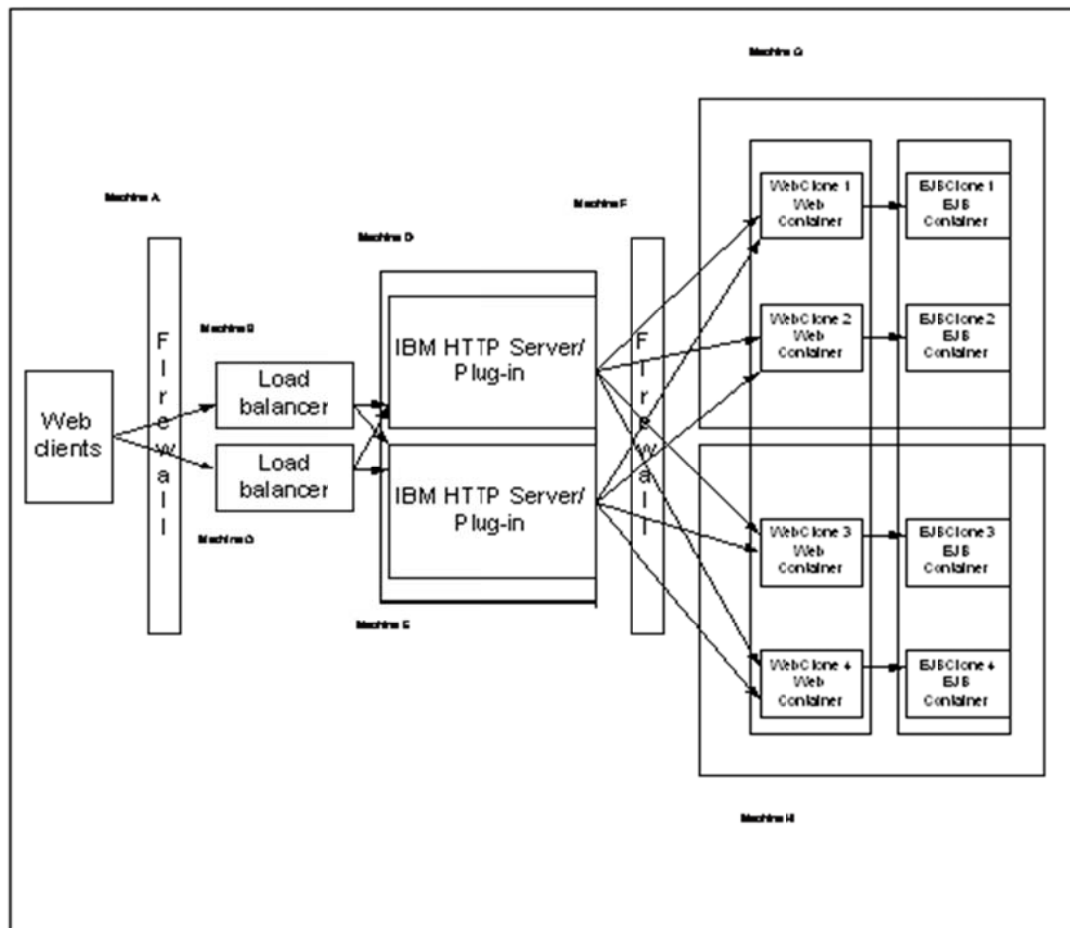 Machine G
Machine A
Machine F
Machine D
Machine B
Firewall
Web
clients
Load
balancer
Load
balancer
IBM HTTP Server/
Plug-in
IBM HTTP Server/
Plug-in
Firewall
WebClone 1
Web
Container
EJBClone 1
EJB
Container
WebClone 2
Web
Container
EJBClone 2
EJB
Container
WebClone 3
Web
Container
EJBClone 3
EJB
Container
WebClone 4
Web
Container
EJBClone 4
EJB
Container
Machine
Machine E
Machine H